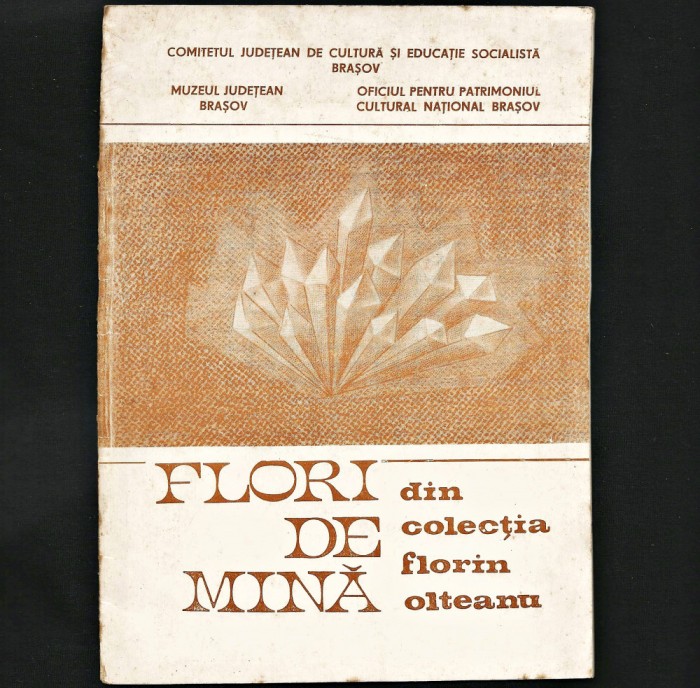 COMITETUL JUDEȚEAN DE CULTURĂ ȘI EDUCAȚIE SOCIALISTĂ
BRAȘOV
MUZEUL JUDEȚEAN
BRAȘOV
OFICIUL PENTRU PATRIMONIUL
CULTURAL NAȚIONAL BRAȘOV
FLORI
DE
MINĂ
din
colecția
florin
olteanu